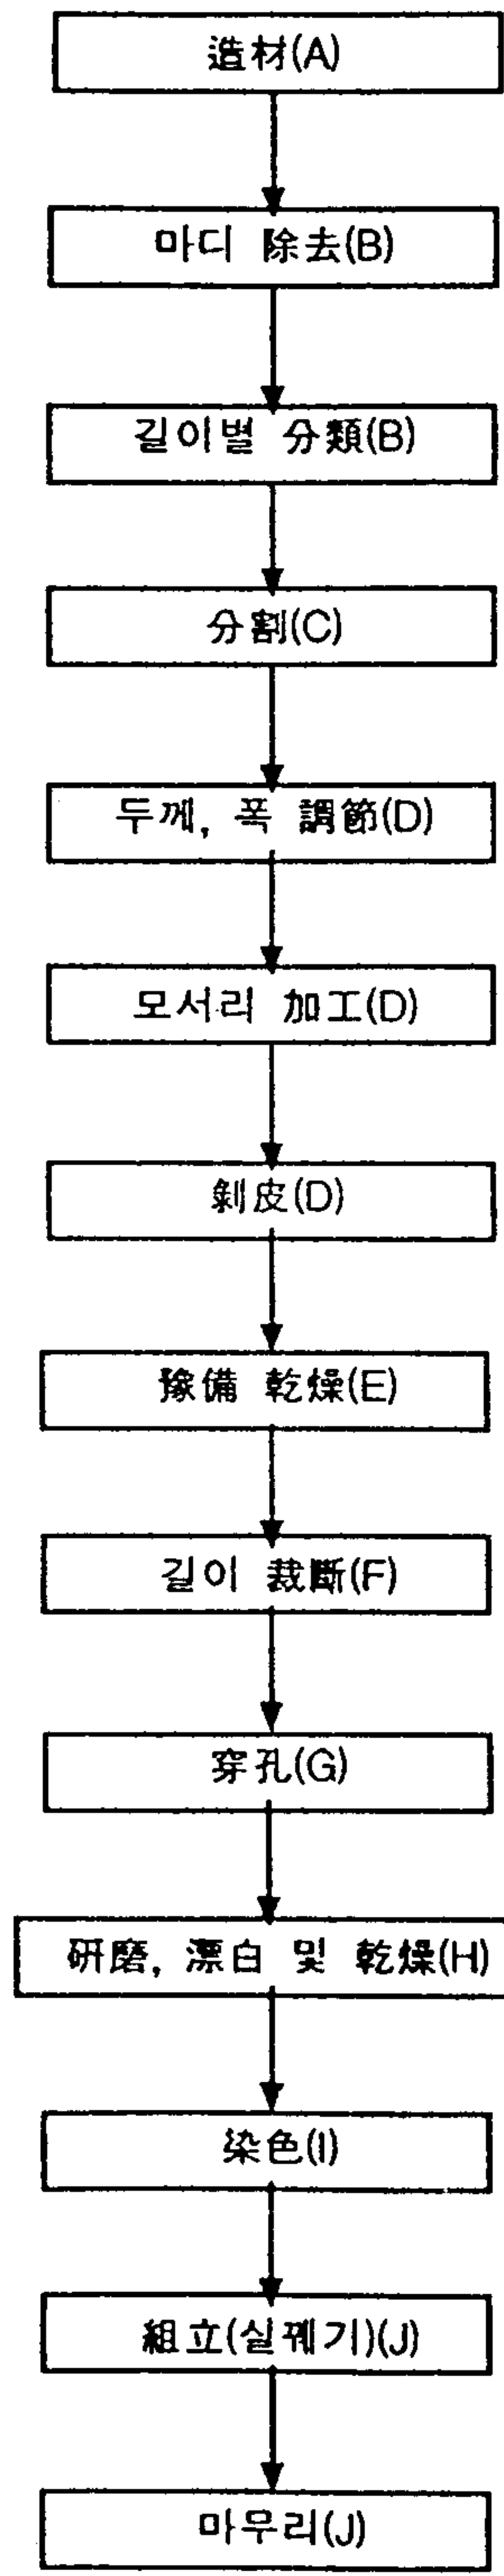 造材(A)
마디 除去(B)
길이별 分類(B)
分割(C)
두께, 폭 調節(D)
모서리 加工(D)
剝皮(D)
豫備 乾燥(E)
길이 裁斷(F)
穿孔(G)
硏磨, 漂白 및 乾燥(H)
染色(I)
組立(실꿰기)(J)
마무리(J)